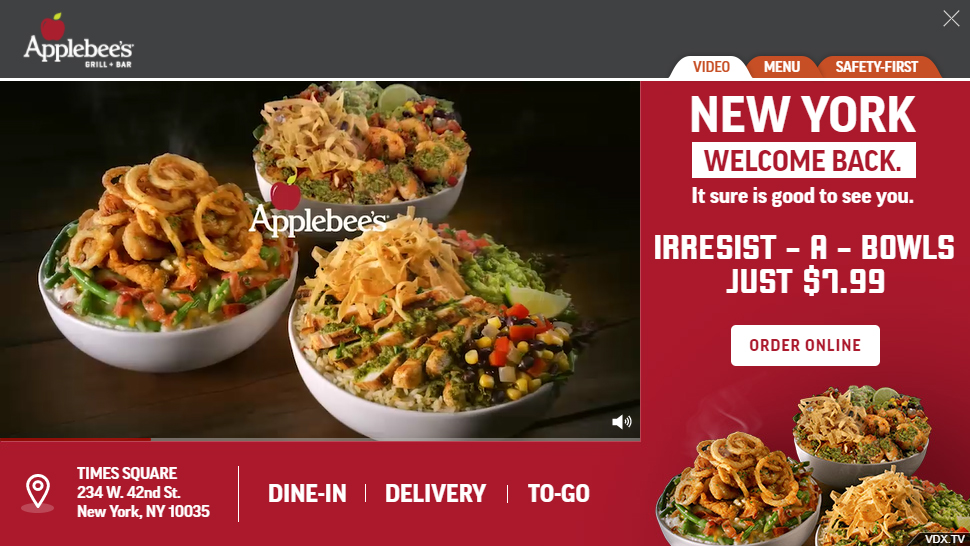 Applebee's
GRILL + BAR
VIDEO
MENU
SAFETY-FIRST
Applebee's
NEW YORK
WELCOME BACK.
It sure is good to see you.
IRRESIST - A - BOWLS
JUST $7.99
ORDER ONLINE
TIMES SQUARE
234 W. 42nd St.
New York, NY 10035
DINE-IN | DELIVERY | TO-GO
VDX.TV